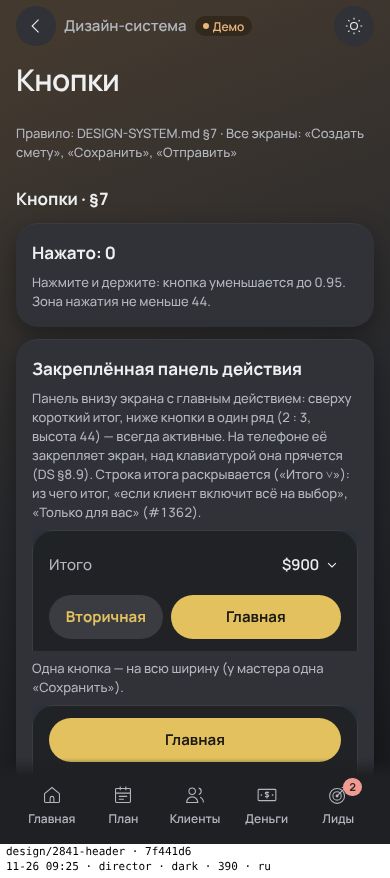 Дизайн-система
Демо
Кнопки
Правило: DESIGN-SYSTEM.md §7 · Все экраны: «Создать
смету», «Сохранить», «Отправить»
Кнопки · §7
Нажато: 0
Нажмите и держите: кнопка уменьшается до 0.95.
Зона нажатия не меньше 44.
Закреплённая панель действия
Панель внизу экрана с главным действием: сверху
короткий итог, ниже кнопки в один ряд (2 : 3,
высота 44) — всегда активные. На телефоне её
закрепляет экран, над клавиатурой она прячется
(DS §8.9). Строка итога раскрывается («Итого ˅»):
из чего итог, «если клиент включит всё на выбор»,
«Только для вас» (#1362).
Итого
$900
Вторичная
Главная
Одна кнопка — на всю ширину (у мастера одна
«Сохранить»).
Главная
2
Главная
План
Клиенты
Деньги
Лиды
design/2841-header · 7f441d6
11-26 09:25 · director · dark · 390 · ru